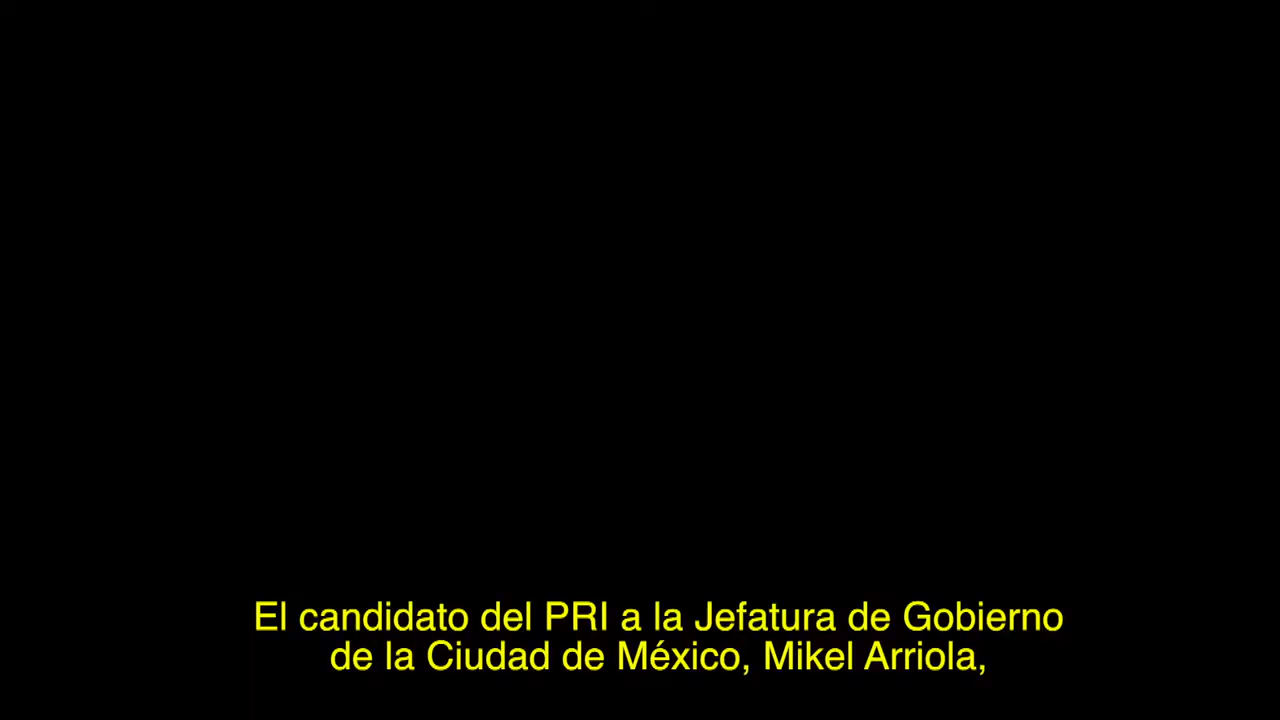 El candidato del PRI a la Jefatura de Gobierno
de la Ciudad de México, Mikel Arriola,